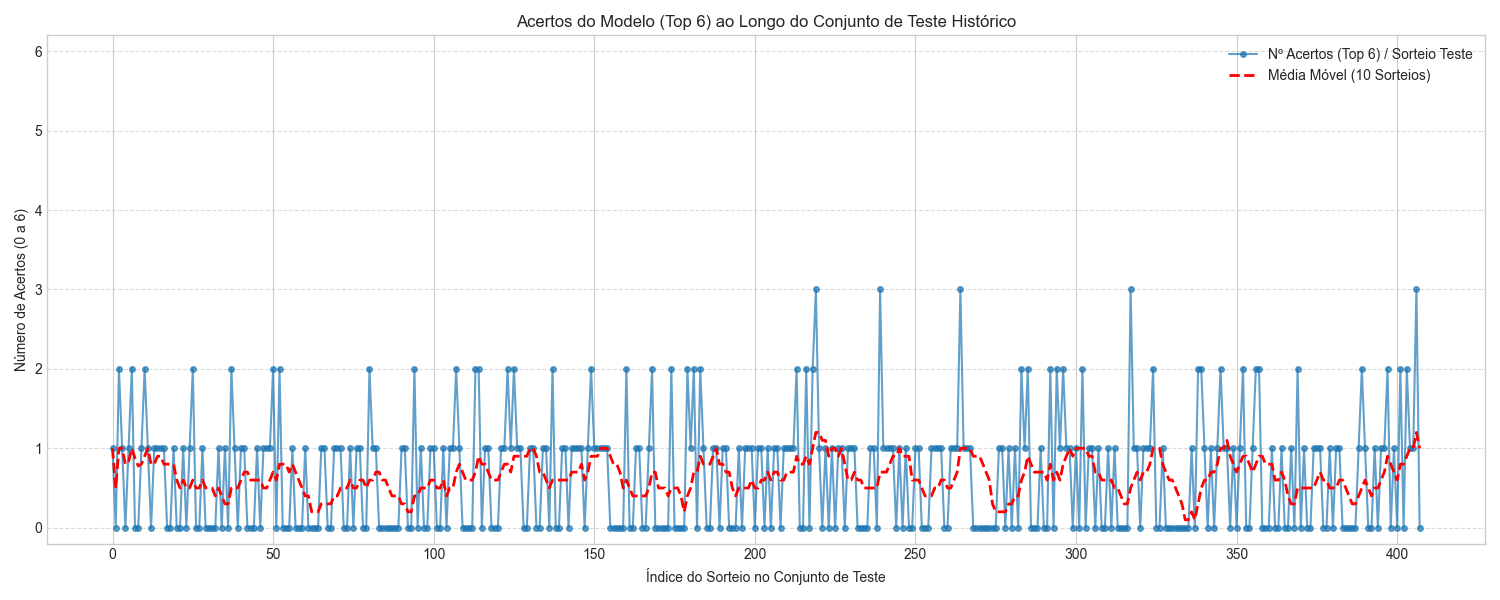 Acertos do Modelo (Top 6) ao Longo do Conjunto de Teste Histórico
Nº Acertos (Top 6) / Sorteio Teste
Média Móvel (10 Sorteios)
Número de Acertos (0 a 6)
6
5
4
3
2
1
0
0 50 100 150 200 250 300 350 400
Índice do Sorteio no Conjunto de Teste